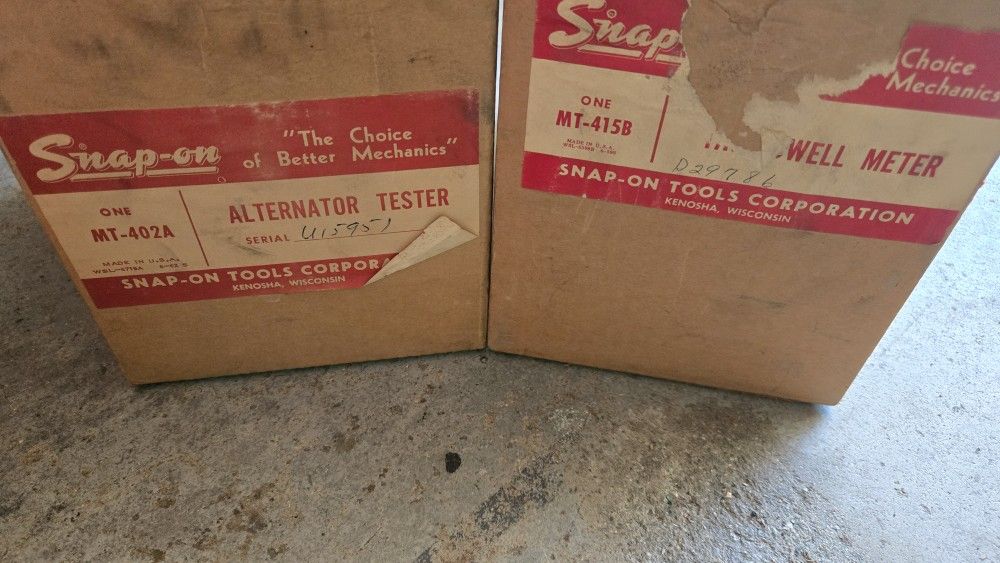 Snap-on
"The Choice
of Better Mechanics"
ONE
MT-402A
ALTERNATOR TESTER
SERIAL U15951
MADE IN U.S.A.
SNAP-ON TOOLS CORPORA
KENOSHA, WISCONSIN
Snap
Choice
Mechanics
ONE
MT-415B
MADE IN U.S.A.
WELL METER
D29786
SNAP-ON TOOLS CORPORATION
KENOSHA, WISCONSIN